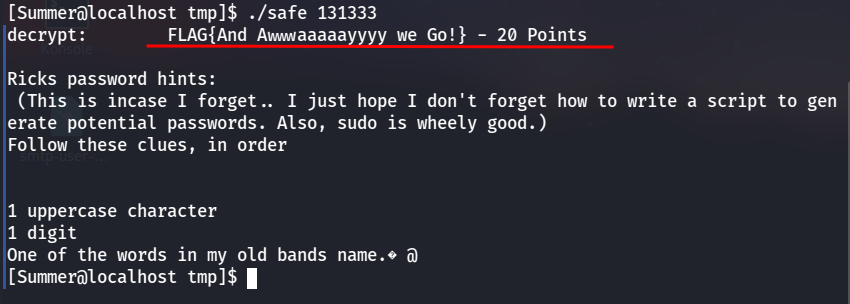 [Summer@localhost tmp]$ ./safe 131333
decrypt: FLAG{And Awwwaaaaayyyy we Go!} - 20 Points
Ricks password hints:
(This is incase I forget.. I just hope I don't forget how to write a script to gen
erate potential passwords. Also, sudo is wheely good.)
Follow these clues, in order
1 uppercase character
1 digit
One of the words in my old bands name.� @
[Summer@localhost tmp]$